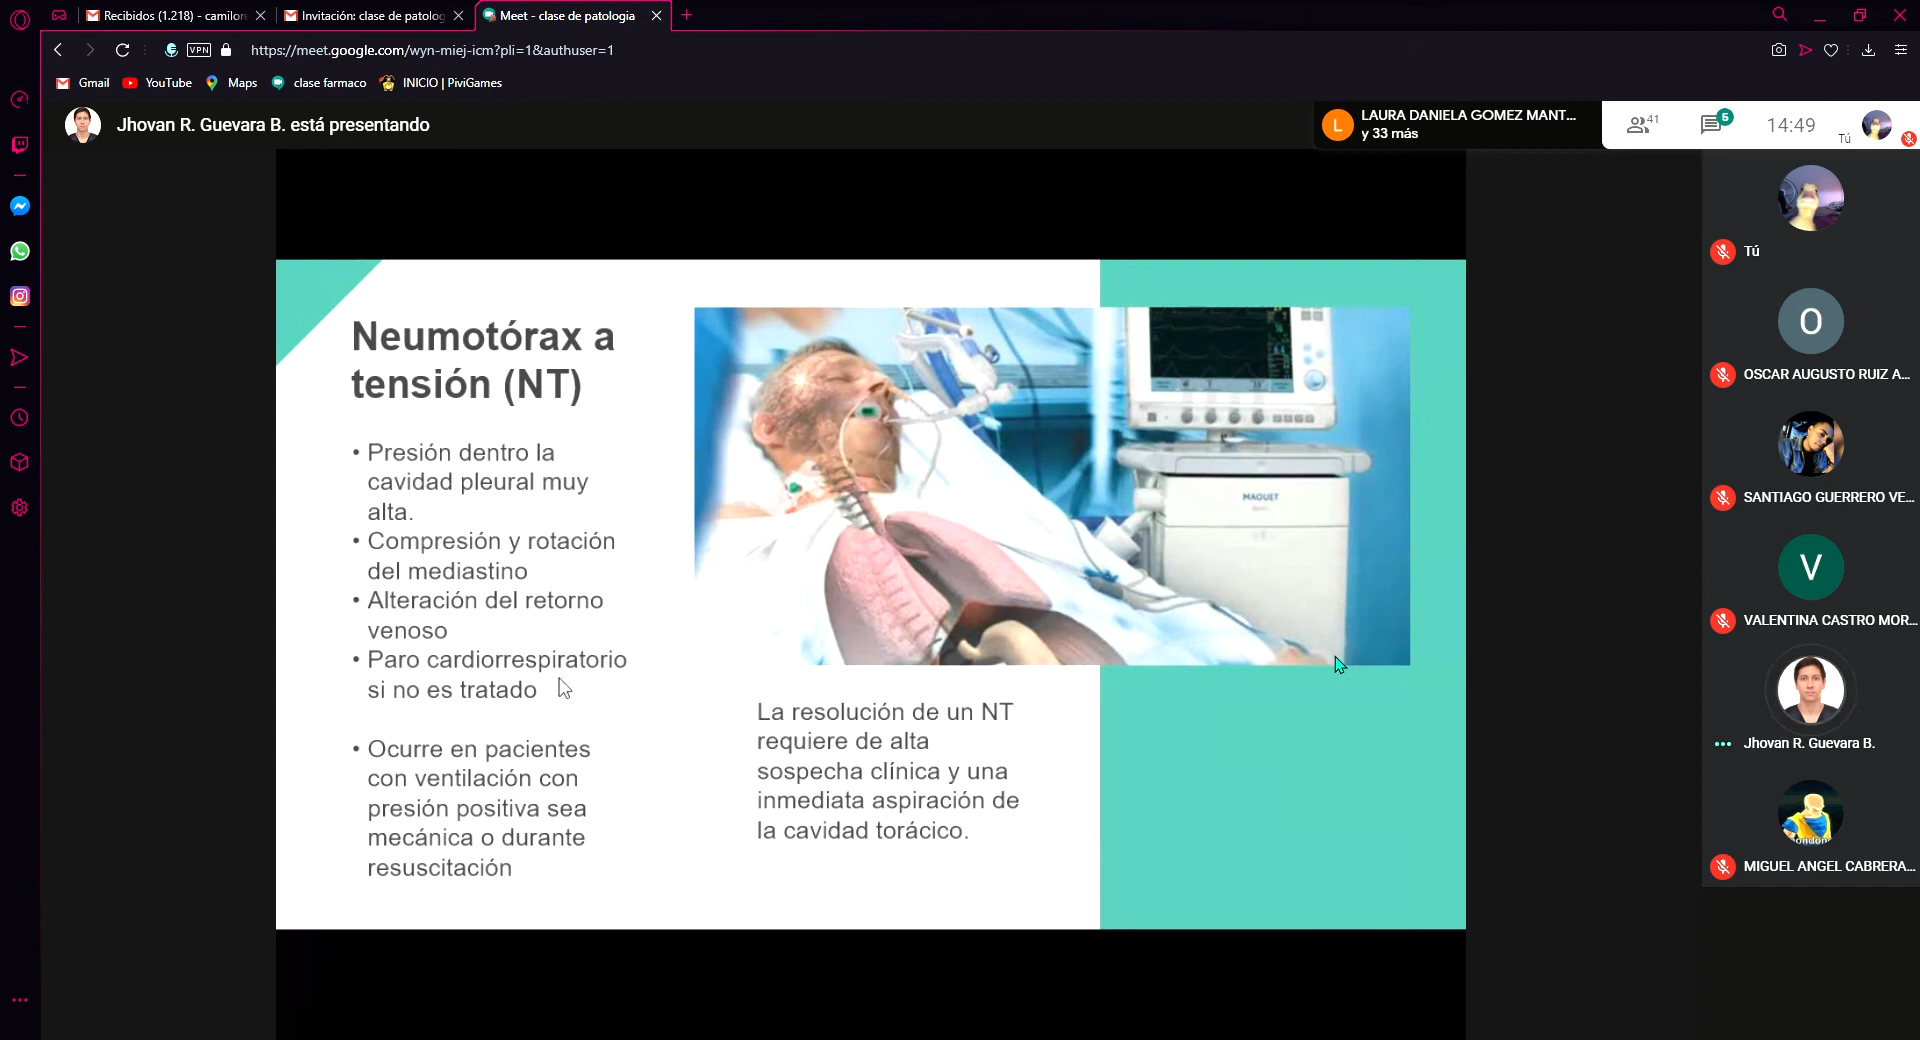 Recibidos (1.218) - camilore
Invitación: clase de patolog
Meet - clase de patologia
VPN
https://meet.google.com/wyn-miej-icm?pli=1&authuser=1
Gmail
YouTube
Maps
clase farmaco
INICIO | PiviGames
Jhovan R. Guevara B. está presentando
L
LAURA DANIELA GOMEZ MANT...
y 33 más
41
5
14:49
Tú
Neumotórax a
tensión (NT)
• Presión dentro la
cavidad pleural muy
alta.
• Compresión y rotación
del mediastino
• Alteración del retorno
venoso
• Paro cardiorrespiratorio
si no es tratado
• Ocurre en pacientes
con ventilación con
presión positiva sea
mecánica o durante
resuscitación
MAQUET
La resolución de un NT
requiere de alta
sospecha clínica y una
inmediata aspiración de
la cavidad torácico.
Tú
O
OSCAR AUGUSTO RUIZ A...
SANTIAGO GUERRERO VE...
V
VALENTINA CASTRO MOR...
Jhovan R. Guevara B.
MIGUEL ANGEL CABRERA...